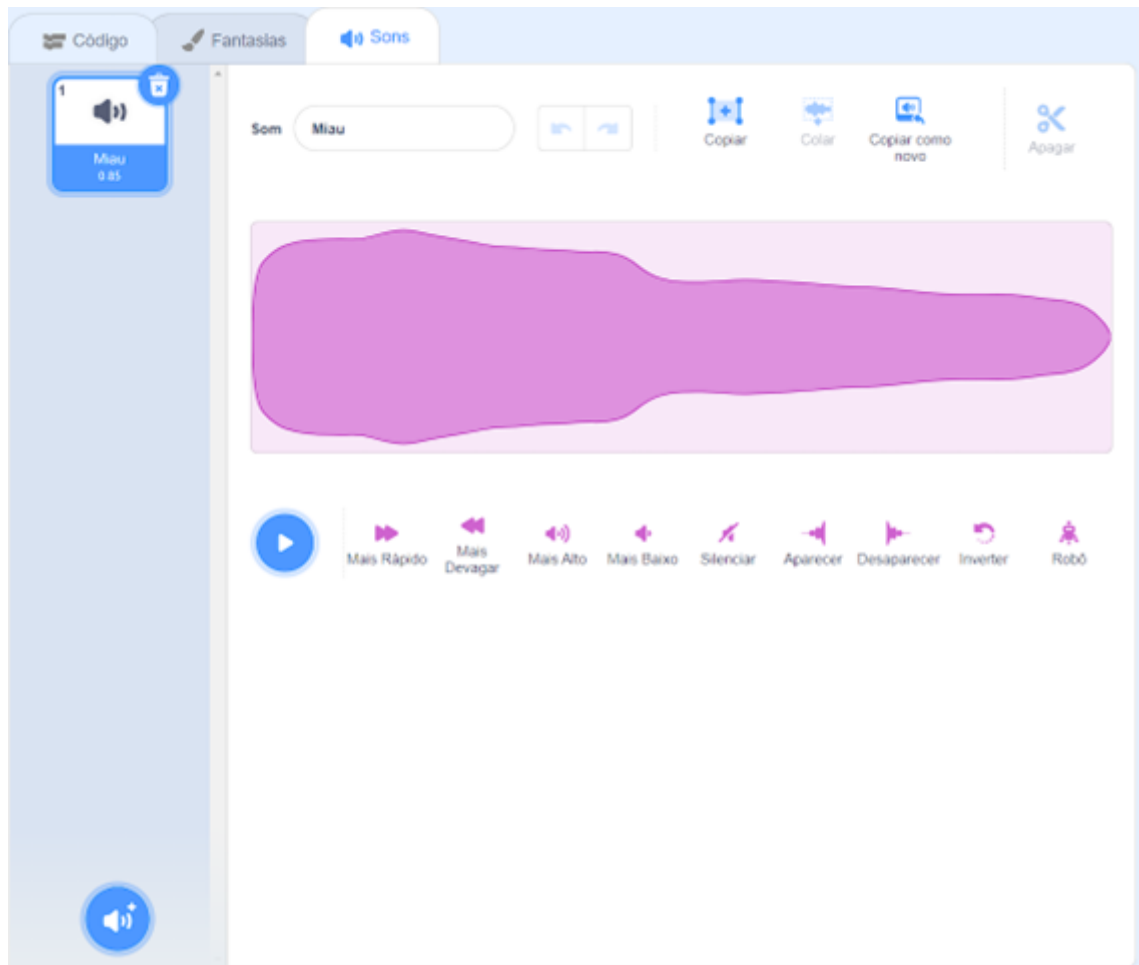 Código
Fantasias
Sons
1
Miau
0.85
Som
Miau
Copiar
Colar
Copiar como
novo
Apagar
Mais Rápido
Mais
Devagar
Mais Alto
Mais Baixo
Silenciar
Aparecer
Desaparecer
Inverter
Robô